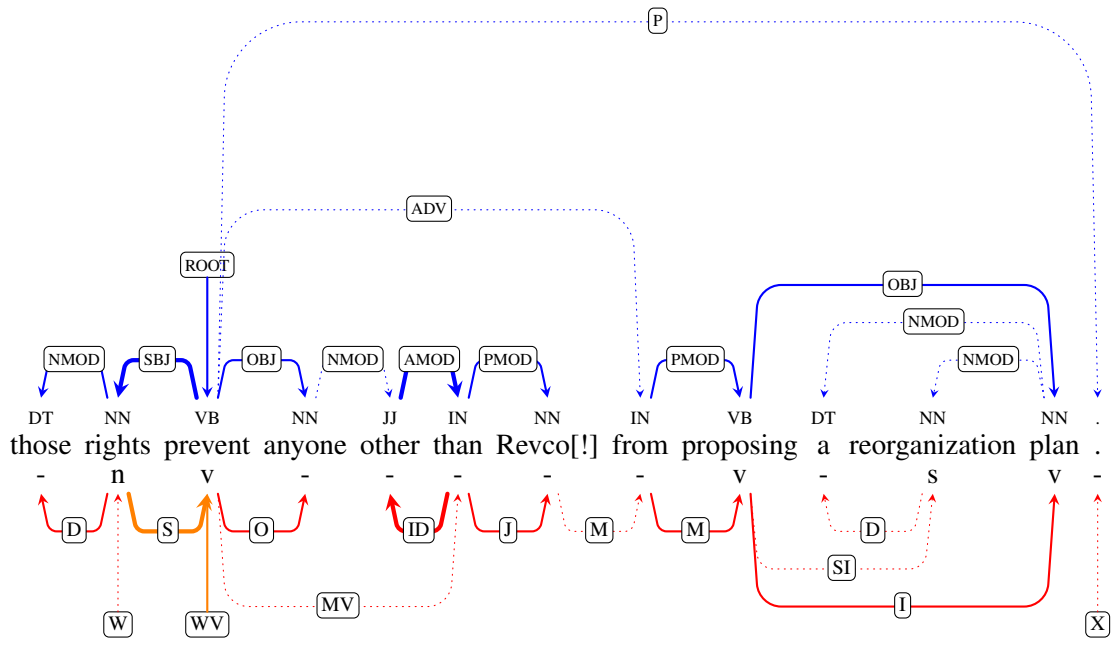 P
ADV
ROOT
OBJ
NMOD
NMOD SBJ OBJ NMOD AMOD PMOD PMOD NMOD
DT NN VB NN JJ IN NN IN VB DT NN NN .
those rights prevent anyone other than Revco[!] from proposing a reorganization plan .
- n v - - - - - v - s v -
D S O ID J M M D
SI
MV I
W WV X